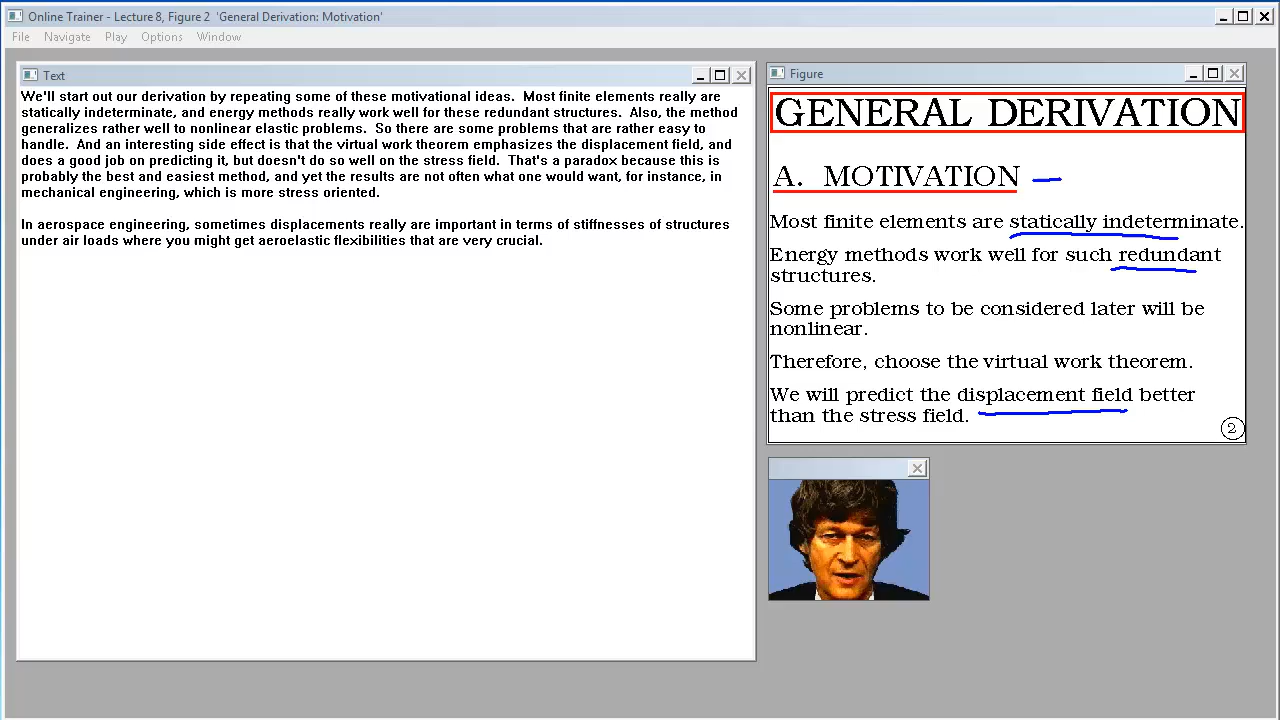 Online Trainer - Lecture 8, Figure 2 'General Derivation: Motivation'
File Navigate Play Options Window
Text
We'll start out our derivation by repeating some of these motivational ideas. Most finite elements really are
statically indeterminate, and energy methods really work well for these redundant structures. Also, the method
generalizes rather well to nonlinear elastic problems. So there are some problems that are rather easy to
handle. And an interesting side effect is that the virtual work theorem emphasizes the displacement field, and
does a good job on predicting it, but doesn't do so well on the stress field. That's a paradox because this is
probably the best and easiest method, and yet the results are not often what one would want, for instance, in
mechanical engineering, which is more stress oriented.
In aerospace engineering, sometimes displacements really are important in terms of stiffnesses of structures
under air loads where you might get aeroelastic flexibilities that are very crucial.
Figure
GENERAL DERIVATION
A. MOTIVATION
Most finite elements are statically indeterminate.
Energy methods work well for such redundant
structures.
Some problems to be considered later will be
nonlinear.
Therefore, choose the virtual work theorem.
We will predict the displacement field better
than the stress field.
2